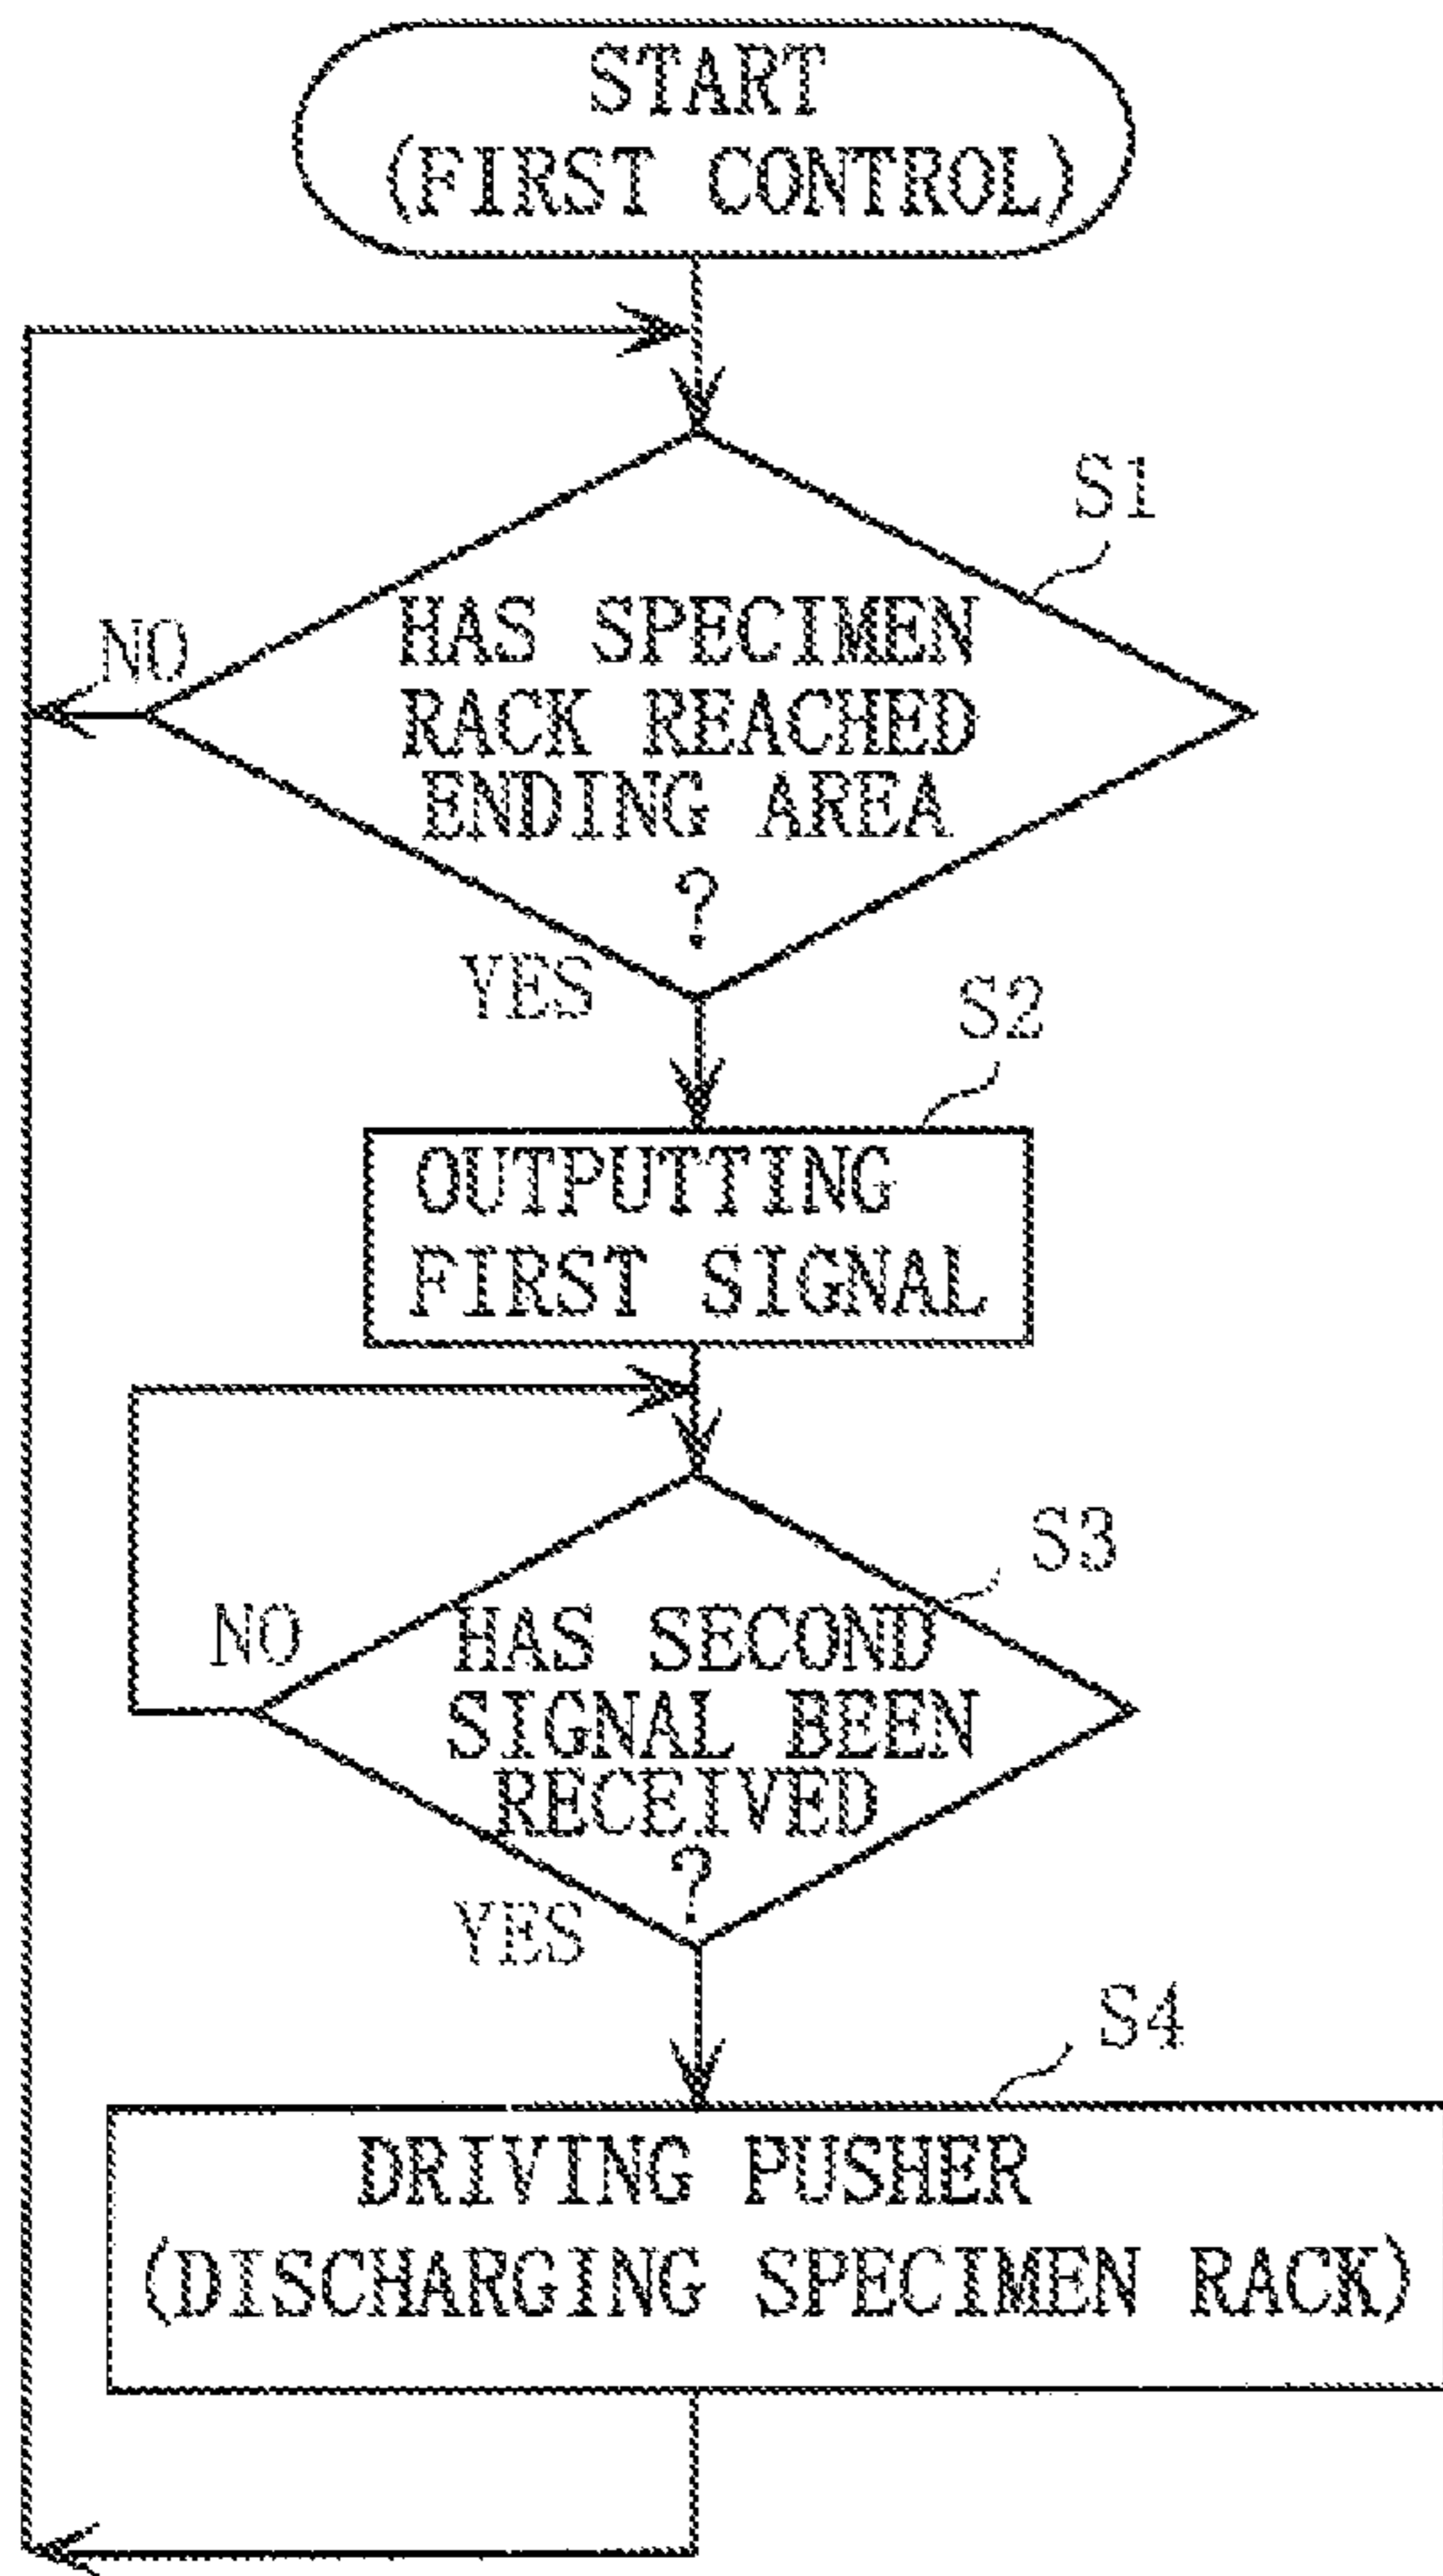 START
(FIRST CONTROL)
S1
HAS SPECIMEN
RACK REACHED
ENDING AREA
?
NO
YES
S2
OUTPUTTING
FIRST SIGNAL
S3
HAS SECOND
SIGNAL BEEN
RECEIVED
?
NO
YES
S4
DRIVING PUSHER
(DISCHARGING SPECIMEN RACK)